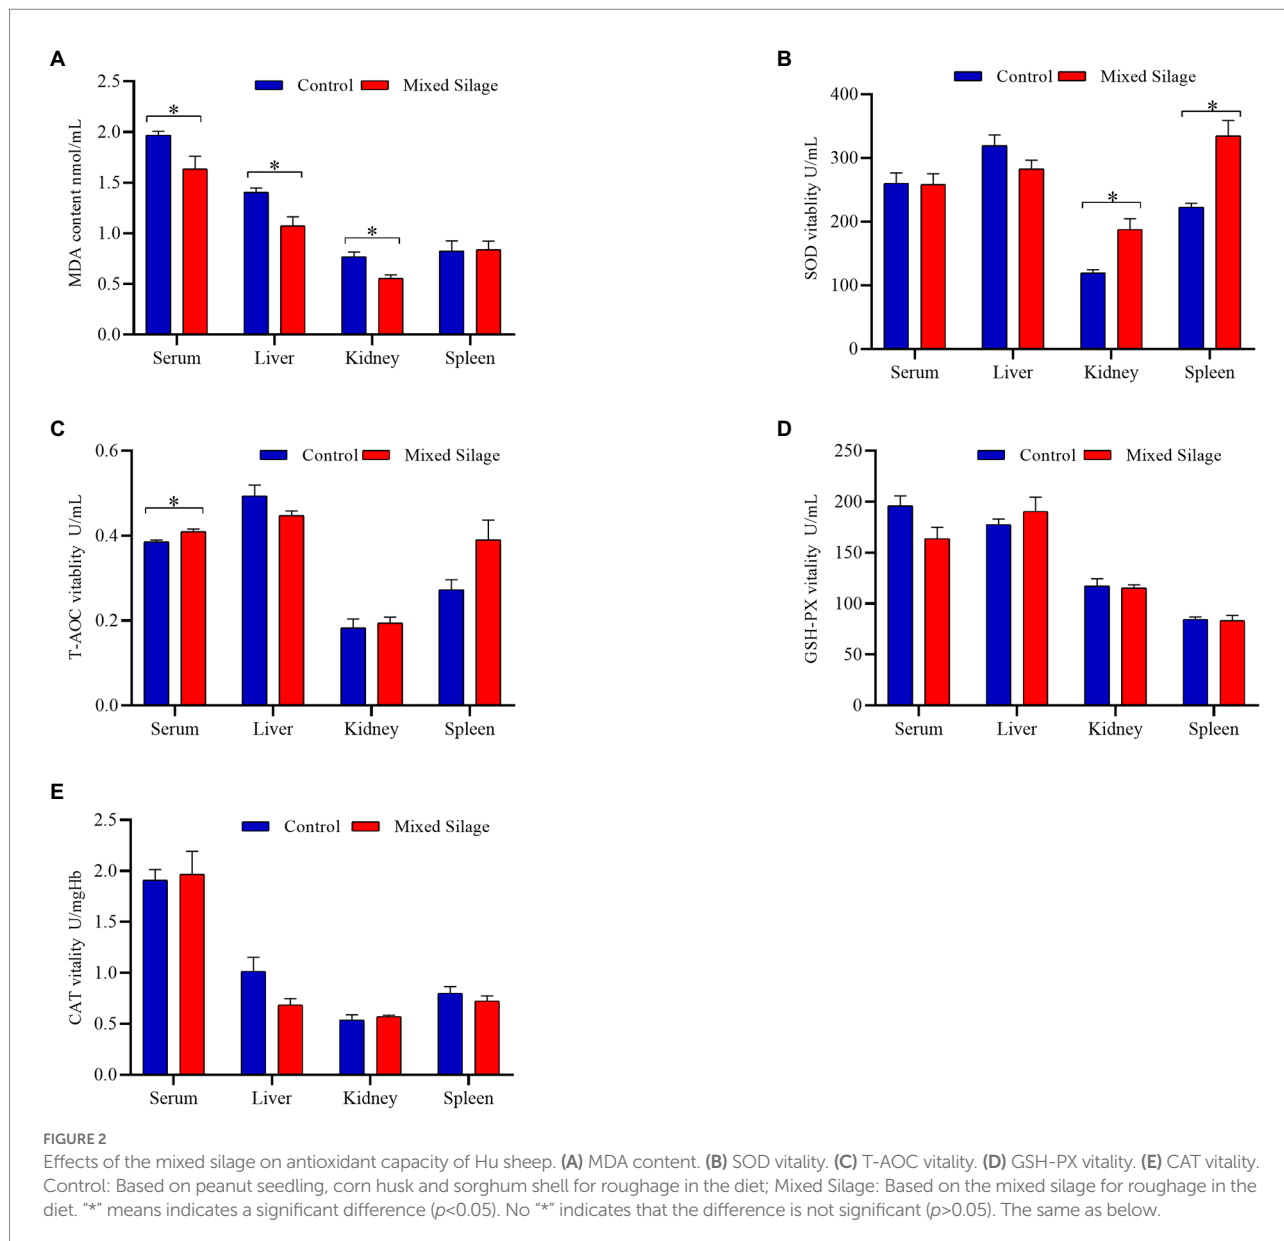 A
Control Mixed Silage
MDA content nmol/mL
2.5
2.0
1.5
1.0
0.5
0.0
* * *
Serum Liver Kidney Spleen
B
Control Mixed Silage
SOD vitablity U/mL
400
300
200
100
0
* *
Serum Liver Kidney Spleen
C
Control Mixed Silage
T-AOC vitablity U/mL
0.6
0.4
0.2
0.0
*
Serum Liver Kidney Spleen
D
Control Mixed Silage
GSH-PX vitality U/mL
250
200
150
100
50
0
Serum Liver Kidney Spleen
E
Control Mixed Silage
CAT vitality U/mgHb
2.5
2.0
1.5
1.0
0.5
0.0
Serum Liver Kidney Spleen
FIGURE 2
Effects of the mixed silage on antioxidant capacity of Hu sheep. (A) MDA content. (B) SOD vitality. (C) T-AOC vitality. (D) GSH-PX vitality. (E) CAT vitality.
Control: Based on peanut seedling, corn husk and sorghum shell for roughage in the diet; Mixed Silage: Based on the mixed silage for roughage in the
diet. “*” means indicates a significant difference (p<0.05). No “*” indicates that the difference is not significant (p>0.05). The same as below.